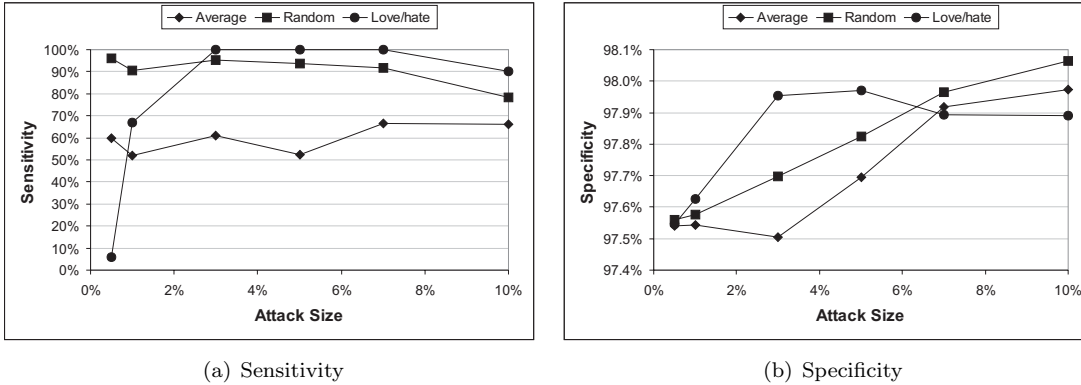 Average Random Love/hate
100%
90%
80%
70%
60%
50%
40%
30%
20%
10%
0%
Sensitivity
0% 2% 4% 6% 8% 10%
Attack Size
(a) Sensitivity
Average Random Love/hate
98.1%
98.0%
97.9%
97.8%
97.7%
97.6%
97.5%
97.4%
Specificity
0% 2% 4% 6% 8% 10%
Attack Size
(b) Specificity